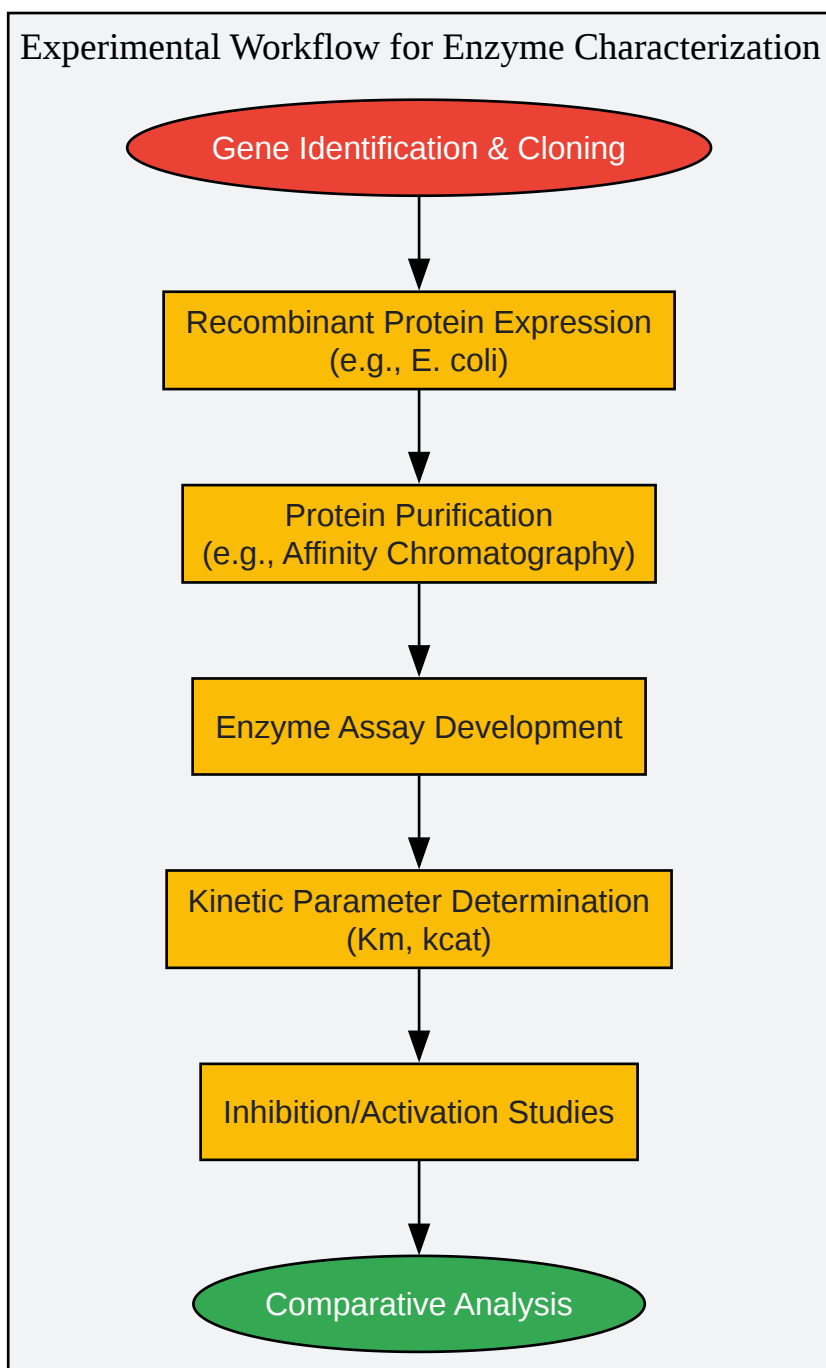 Experimental Workflow for Enzyme Characterization
Gene Identification & Cloning
Recombinant Protein Expression
(e.g., E. coli)
Protein Purification
(e.g., Affinity Chromatography)
Enzyme Assay Development
Kinetic Parameter Determination
(Km, kcat)
Inhibition/Activation Studies
Comparative Analysis